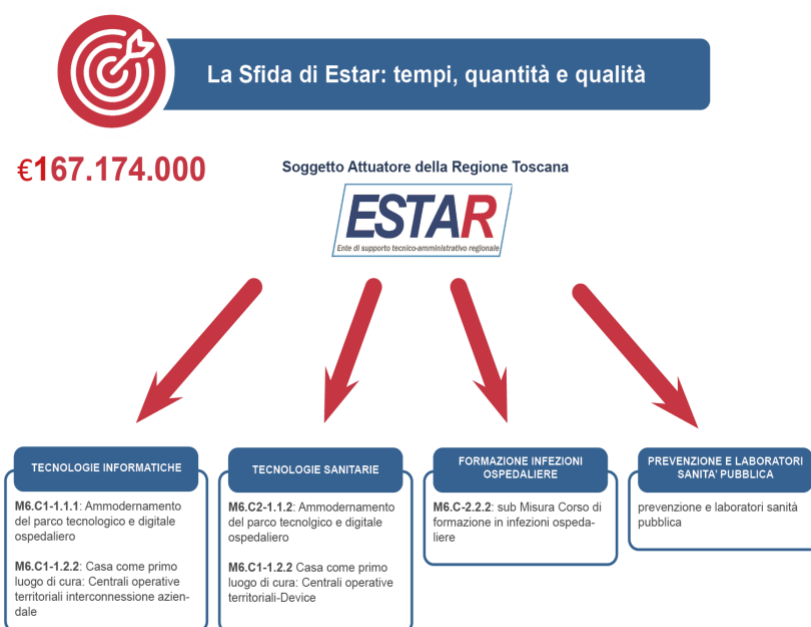 La Sfida di Estar: tempi, quantità e qualità
€167.174.000
Soggetto Attuatore della Regione Toscana
ESTAR
Ente di supporto tecnico-amministrativo regionale
TECNOLOGIE INFORMATICHE
M6.C1-1.1.1: Ammodernamento
del parco tecnologico e digitale
ospedaliero
M6.C1-1.2.2: Casa come primo
luogo di cura: Centrali operative
territoriali interconnessione azien-
dale
TECNOLOGIE SANITARIE
M6.C2-1.1.2: Ammodernamento
del parco tecnolgico e digitale
ospedaliero
M6.C1-1.2.2 Casa come primo
luogo di cura: Centrali operative
territoriali-Device
FORMAZIONE INFEZIONI
OSPEDALIERE
M6.C-2.2.2: sub Misura Corso di
formazione in infezioni ospeda-
liere
PREVENZIONE E LABORATORI
SANITA' PUBBLICA
prevenzione e laboratori sanità
pubblica